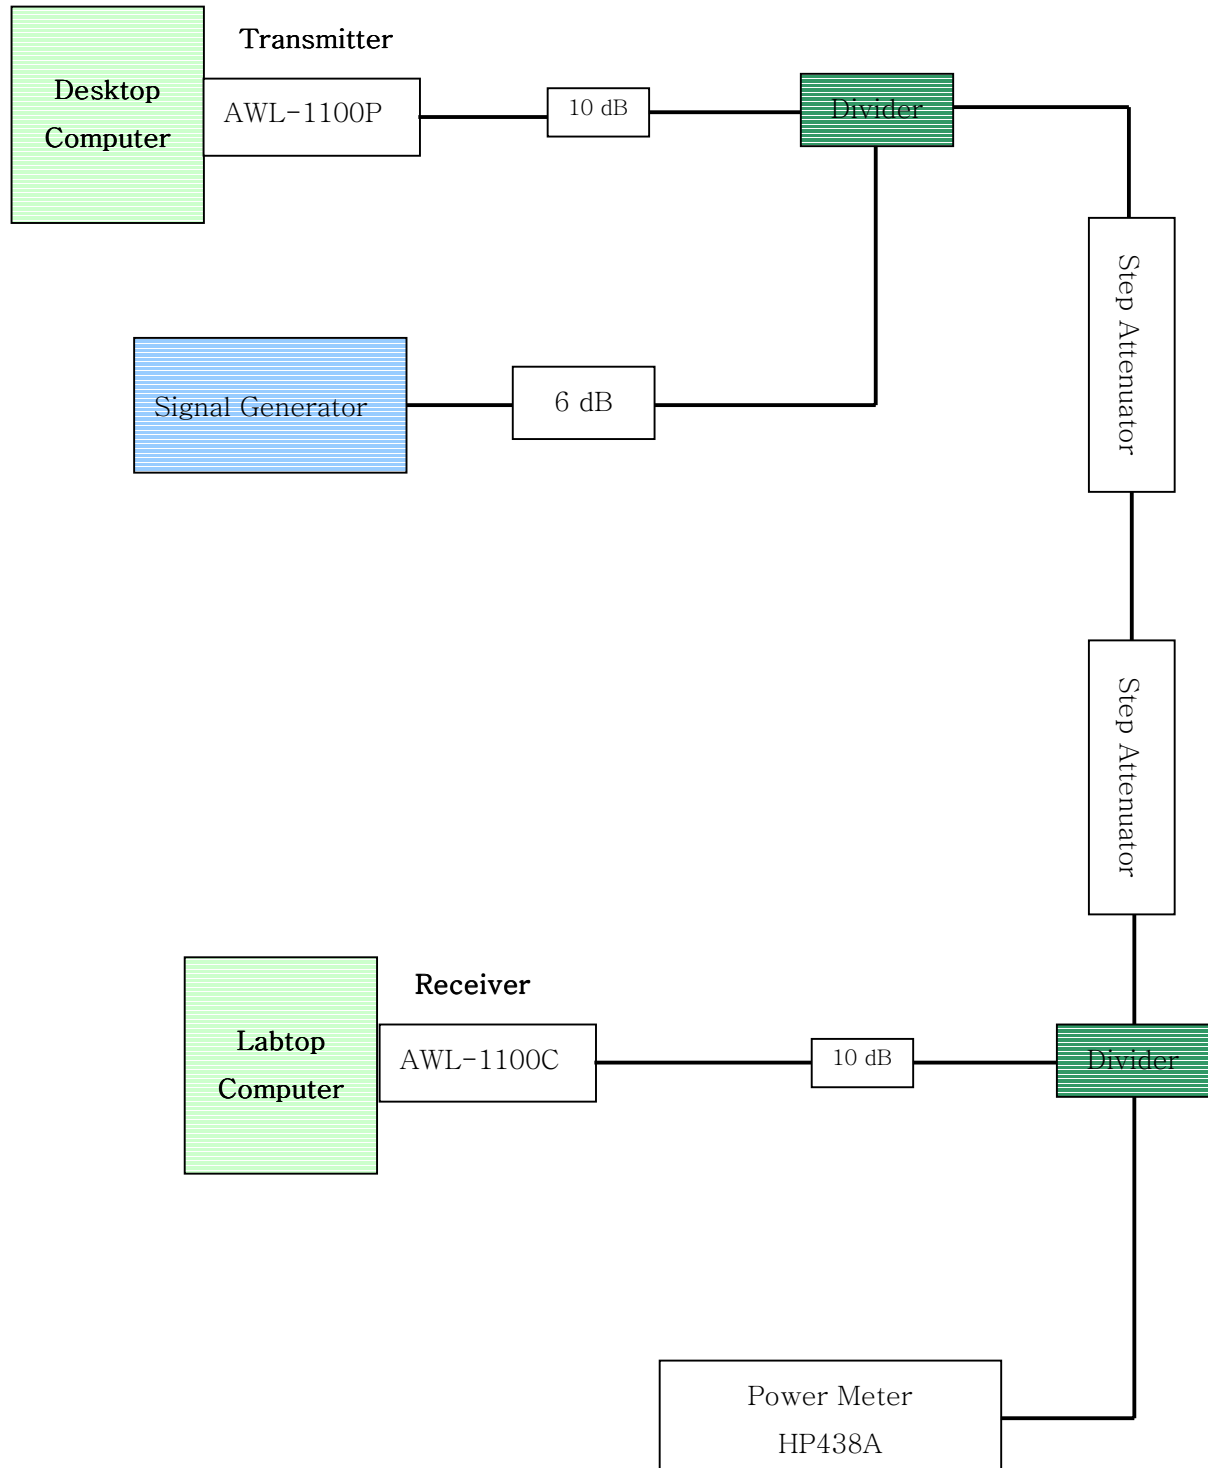 Transmitter
Desktop
Computer
AWL-1100P
10 dB
Divider
Step Attenuator
Signal Generator
6 dB
Step Attenuator
Receiver
Labtop
Computer
AWL-1100C
10 dB
Divider
Power Meter
HP438A